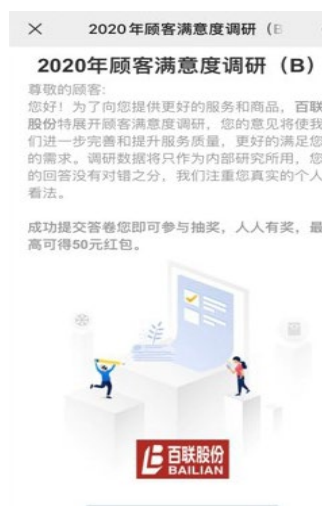 2020年顾客满意度调研（B
2020年顾客满意度调研（B）
尊敬的顾客：
您好！为了向您提供更好的服务和商品，百联
股份特展开顾客满意度调研，您的意见将使我
们进一步完善和提升服务质量，更好的满足您
的需求。调研数据将只作为内部研究所用，您
的回答没有对错之分，我们注重您真实的个人
看法。
成功提交答卷您即可参与抽奖，人人有奖，最
高可得50元红包。
百联股份
BAILIAN